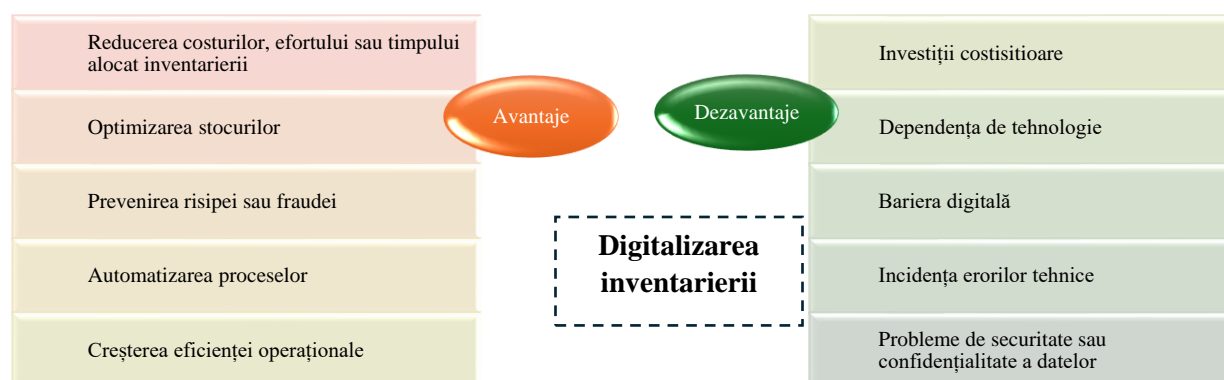 Reducerea costurilor, efortului sau timpului
alocat inventarierii
Optimizarea stocurilor
Prevenirea risipei sau fraudei
Automatizarea proceselor
Creșterea eficienței operaționale
Avantaje
Dezavantaje
Digitalizarea
inventarierii
Investiții costisitioare
Dependența de tehnologie
Bariera digitală
Incidența erorilor tehnice
Probleme de securitate sau
confidențialitate a datelor